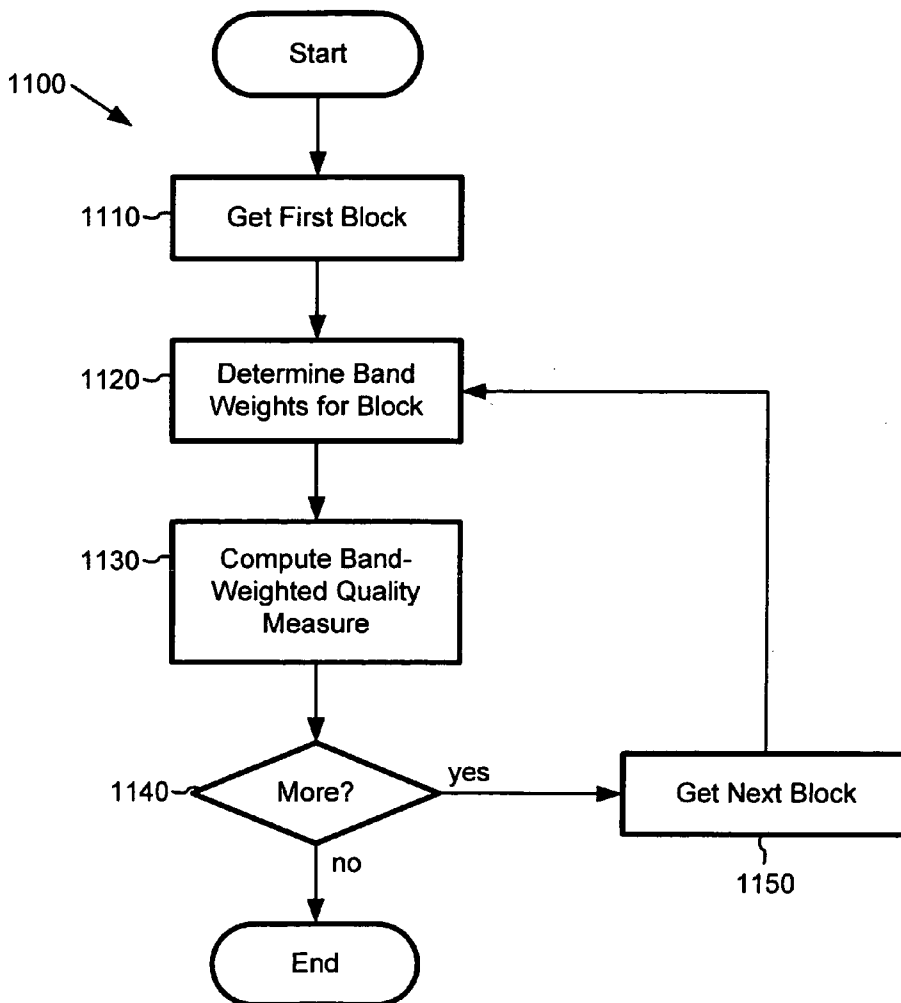 Start
1100
1110
Get First Block
1120
Determine Band
Weights for Block
1130
Compute Band-
Weighted Quality
Measure
1140
More?
yes
Get Next Block
1150
no
End